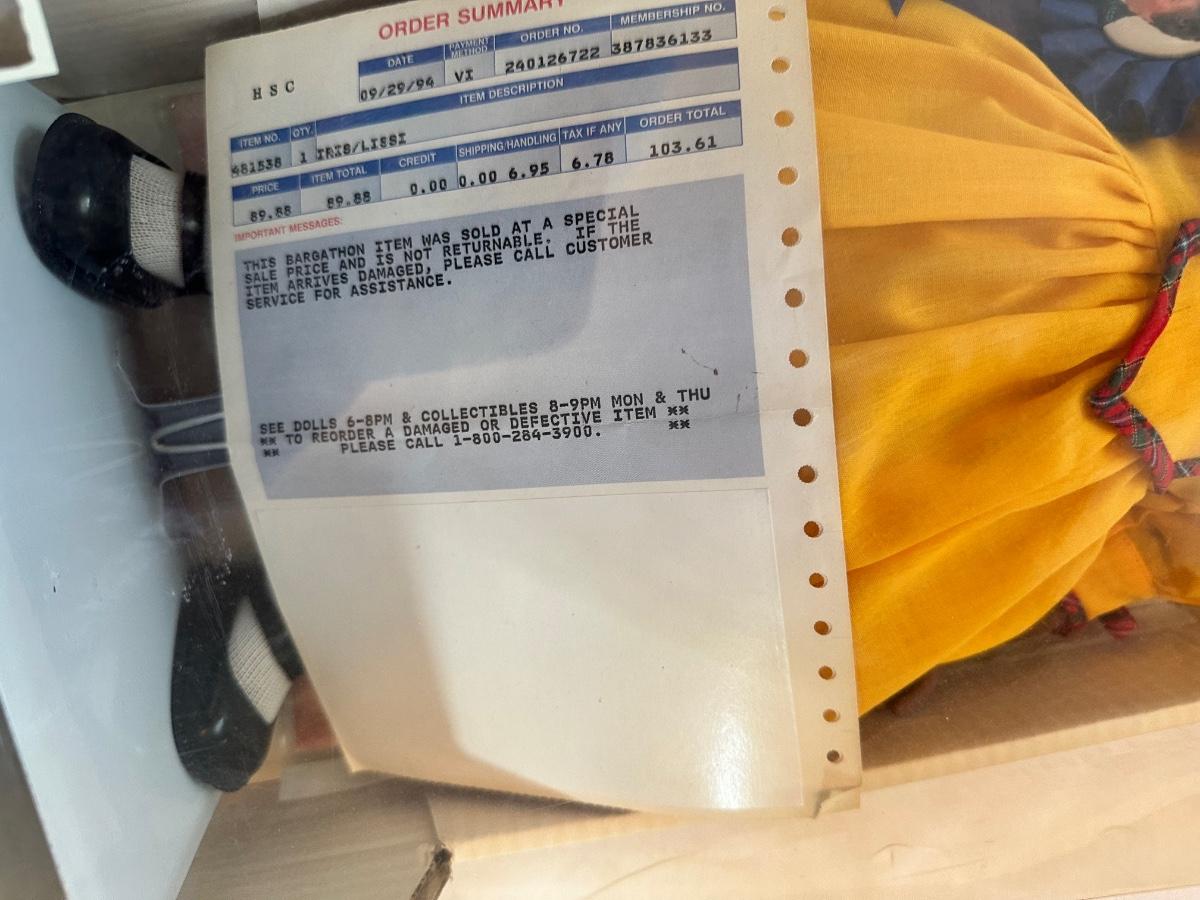 ORDER SUMMARY
HSC
DATE PAYMENT METHOD ORDER NO. MEMBERSHIP NO.
09/29/94 VI 240126722 387836133
ITEM NO. QTY. ITEM DESCRIPTION
481538 1 IRIS/LISSI
PRICE ITEM TOTAL CREDIT SHIPPING/HANDLING TAX IF ANY ORDER TOTAL
89.88 89.88 0.00 0.00 6.95 6.78 103.61
IMPORTANT MESSAGES:
THIS BARGATHON ITEM WAS SOLD AT A SPECIAL
SALE PRICE AND IS NOT RETURNABLE. IF THE
ITEM ARRIVES DAMAGED, PLEASE CALL CUSTOMER
SERVICE FOR ASSISTANCE.
SEE DOLLS 6-8PM & COLLECTIBLES 8-9PM MON & THU
** TO REORDER A DAMAGED OR DEFECTIVE ITEM **
** PLEASE CALL 1-800-284-3900. **